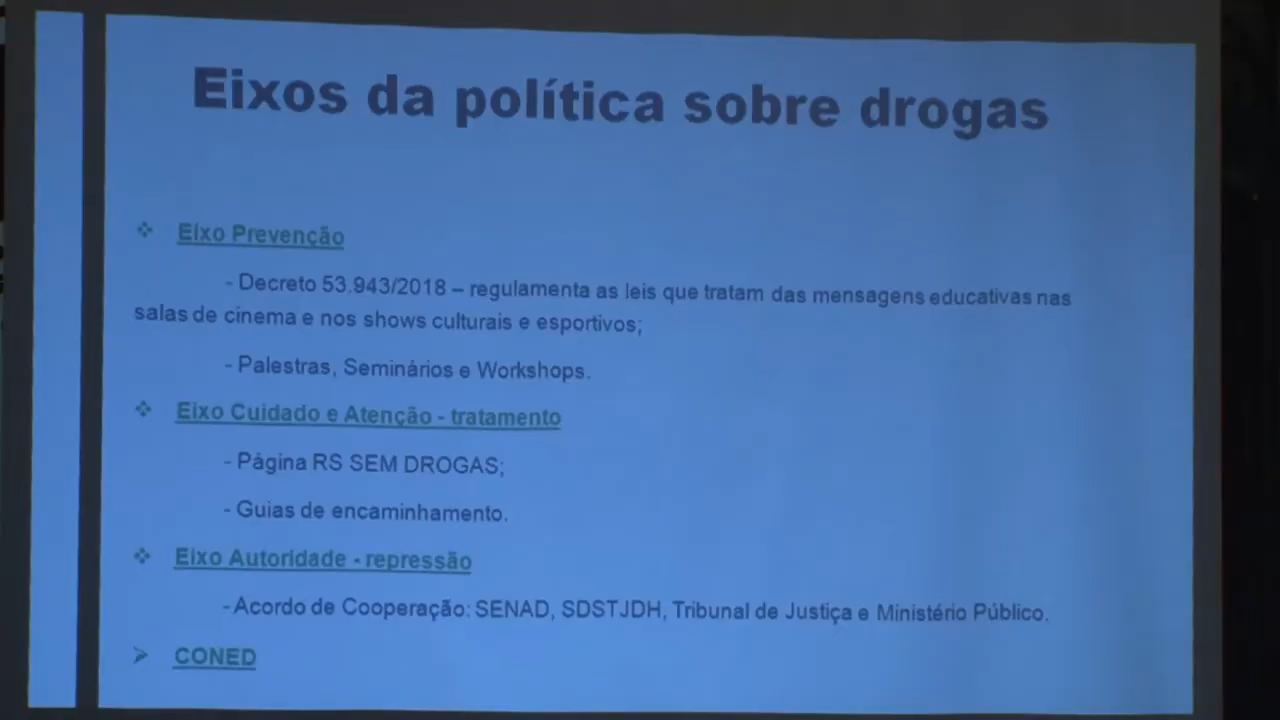 Eixos da política sobre drogas
❖ Eixo Prevenção
- Decreto 53.943/2018 – regulamenta as leis que tratam das mensagens educativas nas
salas de cinema e nos shows culturais e esportivos;
- Palestras, Seminários e Workshops.
❖ Eixo Cuidado e Atenção - tratamento
- Página RS SEM DROGAS;
- Guias de encaminhamento.
❖ Eixo Autoridade - repressão
- Acordo de Cooperação: SENAD, SDSTJDH, Tribunal de Justiça e Ministério Público.
➢ CONED